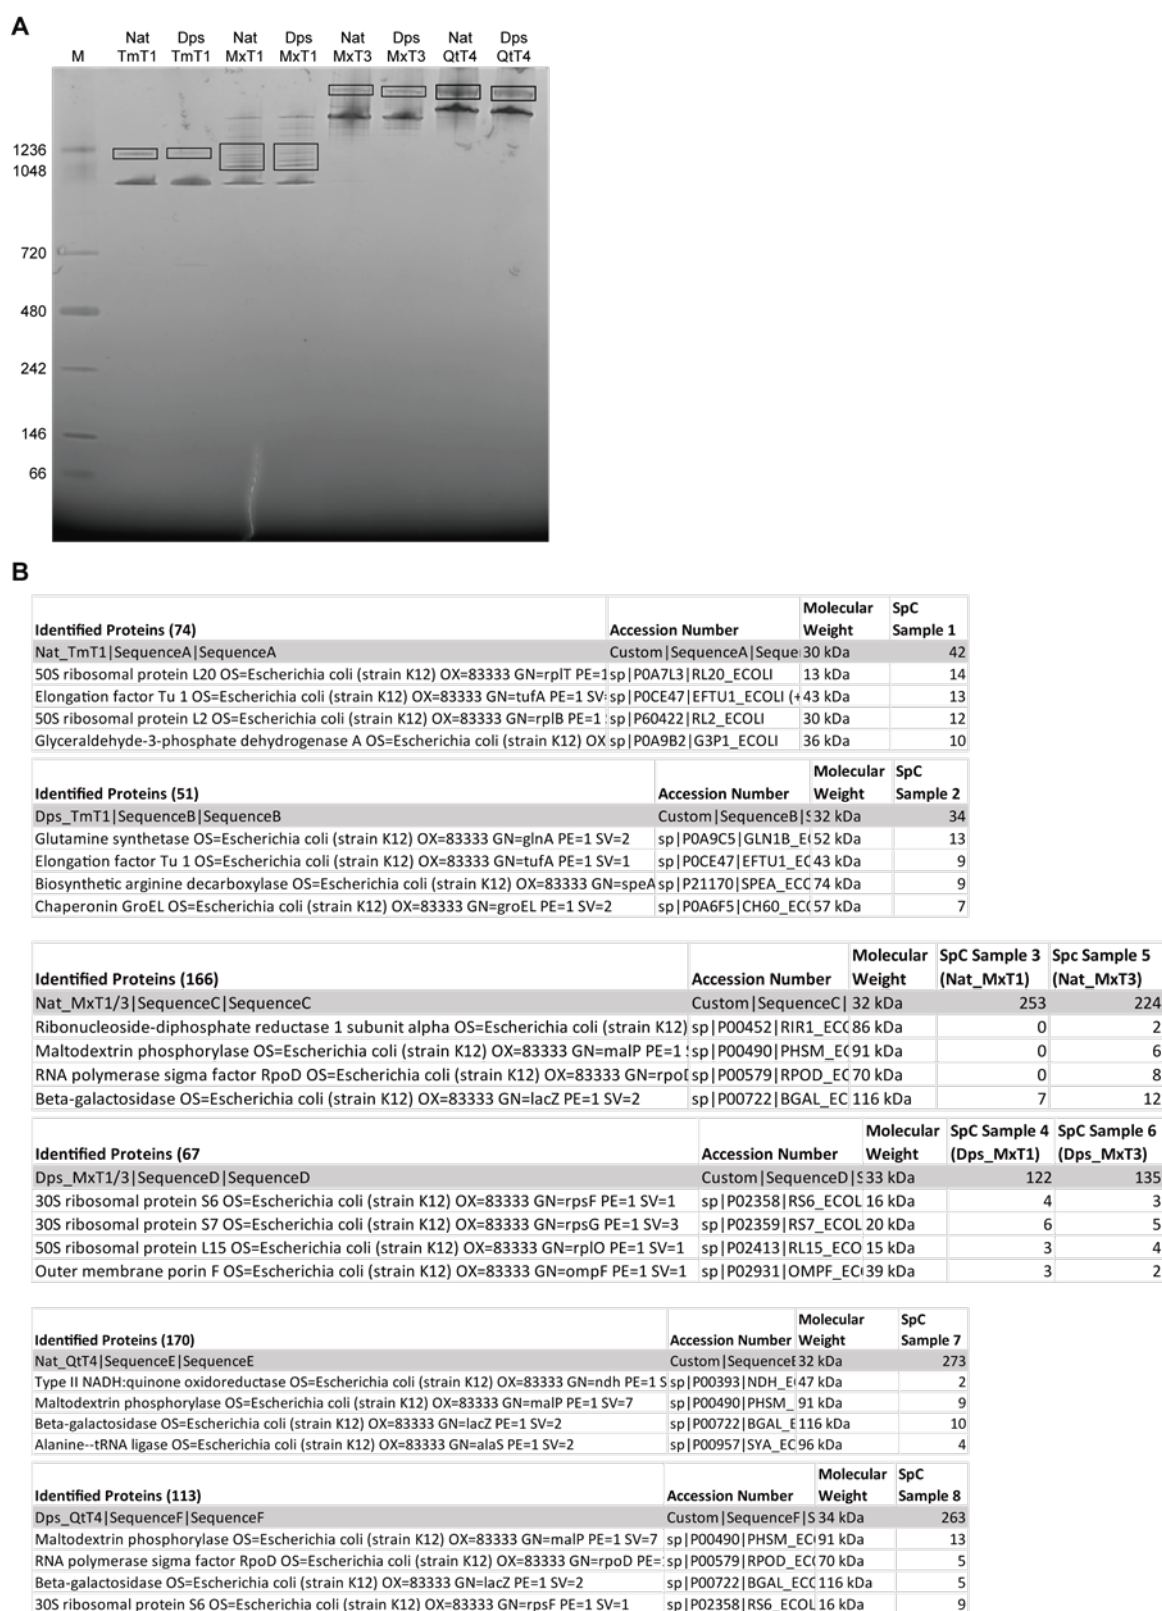 A
M
Nat TmT1
Dps TmT1
Nat MxT1
Dps MxT1
Nat MxT3
Dps MxT3
Nat QtT4
Dps QtT4
1236
1048
720
480
242
146
66
B
Identified Proteins (74) Accession Number Molecular Weight SpC Sample 1
Nat_TmT1|SequenceA|SequenceA Custom|SequenceA|Seque 30 kDa 42
50S ribosomal protein L20 OS=Escherichia coli (strain K12) OX=83333 GN=rplT PE=1 sp|P0A7L3|RL20_ECOLI 13 kDa 14
Elongation factor Tu 1 OS=Escherichia coli (strain K12) OX=83333 GN=tufA PE=1 SV= sp|P0CE47|EFTU1_ECOLI (+ 43 kDa 13
50S ribosomal protein L2 OS=Escherichia coli (strain K12) OX=83333 GN=rplB PE=1 sp|P60422|RL2_ECOLI 30 kDa 12
Glyceraldehyde-3-phosphate dehydrogenase A OS=Escherichia coli (strain K12) OX sp|P0A9B2|G3P1_ECOLI 36 kDa 10
Identified Proteins (51) Accession Number Molecular Weight SpC Sample 2
Dps_TmT1|SequenceB|SequenceB Custom|SequenceB|S 32 kDa 34
Glutamine synthetase OS=Escherichia coli (strain K12) OX=83333 GN=glnA PE=1 SV=2 sp|P0A9C5|GLN1B_E 52 kDa 13
Elongation factor Tu 1 OS=Escherichia coli (strain K12) OX=83333 GN=tufA PE=1 SV=1 sp|P0CE47|EFTU1_EC 43 kDa 9
Biosynthetic arginine decarboxylase OS=Escherichia coli (strain K12) OX=83333 GN=speA sp|P21170|SPEA_ECO 74 kDa 9
Chaperonin GroEL OS=Escherichia coli (strain K12) OX=83333 GN=groEL PE=1 SV=2 sp|P0A6F5|CH60_EC 57 kDa 7
Identified Proteins (166) Accession Number Molecular Weight SpC Sample 3 (Nat_MxT1) Spc Sample 5 (Nat_MxT3)
Nat_MxT1/3|SequenceC|SequenceC Custom|SequenceC| 32 kDa 253 224
Ribonucleoside-diphosphate reductase 1 subunit alpha OS=Escherichia coli (strain K12) sp|P00452|RIR1_EC 86 kDa 0 2
Maltodextrin phosphorylase OS=Escherichia coli (strain K12) OX=83333 GN=malP PE=1 sp|P00490|PHSM_E 91 kDa 0 6
RNA polymerase sigma factor RpoD OS=Escherichia coli (strain K12) OX=83333 GN=rpo sp|P00579|RPOD_EC 70 kDa 0 8
Beta-galactosidase OS=Escherichia coli (strain K12) OX=83333 GN=lacZ PE=1 SV=2 sp|P00722|BGAL_EC 116 kDa 7 12
Identified Proteins (67 Accession Number Molecular Weight SpC Sample 4 (Dps_MxT1) SpC Sample 6 (Dps_MxT3)
Dps_MxT1/3|SequenceD|SequenceD Custom|SequenceD|S 33 kDa 122 135
30S ribosomal protein S6 OS=Escherichia coli (strain K12) OX=83333 GN=rpsF PE=1 SV=1 sp|P02358|RS6_ECOL 16 kDa 4 3
30S ribosomal protein S7 OS=Escherichia coli (strain K12) OX=83333 GN=rpsG PE=1 SV=3 sp|P02359|RS7_ECOL 20 kDa 6 5
50S ribosomal protein L15 OS=Escherichia coli (strain K12) OX=83333 GN=rplO PE=1 SV=1 sp|P02413|RL15_ECO 15 kDa 3 4
Outer membrane porin F OS=Escherichia coli (strain K12) OX=83333 GN=ompF PE=1 SV=1 sp|P02931|OMPF_EC 39 kDa 3 2
Identified Proteins (170) Accession Number Molecular Weight SpC Sample 7
Nat_QtT4|SequenceE|SequenceE Custom|Sequence 32 kDa 273
Type II NADH:quinone oxidoreductase OS=Escherichia coli (strain K12) OX=83333 GN=ndh PE=1 S sp|P00393|NDH_E 47 kDa 2
Maltodextrin phosphorylase OS=Escherichia coli (strain K12) OX=83333 GN=malP PE=1 SV=7 sp|P00490|PHSM_ 91 kDa 9
Beta-galactosidase OS=Escherichia coli (strain K12) OX=83333 GN=lacZ PE=1 SV=2 sp|P00722|BGAL_E 116 kDa 10
Alanine--tRNA ligase OS=Escherichia coli (strain K12) OX=83333 GN=alaS PE=1 SV=2 sp|P00957|SYA_EC 96 kDa 4
Identified Proteins (113) Accession Number Molecular Weight SpC Sample 8
Dps_QtT4|SequenceF|SequenceF Custom|SequenceF|S 34 kDa 263
Maltodextrin phosphorylase OS=Escherichia coli (strain K12) OX=83333 GN=malP PE=1 SV=7 sp|P00490|PHSM_EC 91 kDa 13
RNA polymerase sigma factor RpoD OS=Escherichia coli (strain K12) OX=83333 GN=rpoD PE= sp|P00579|RPOD_EC 70 kDa 5
Beta-galactosidase OS=Escherichia coli (strain K12) OX=83333 GN=lacZ PE=1 SV=2 sp|P00722|BGAL_EC 116 kDa 5
30S ribosomal protein S6 OS=Escherichia coli (strain K12) OX=83333 GN=rpsF PE=1 SV=1 sp|P02358|RS6_ECOL 16 kDa 9